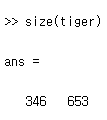 >> size(tiger)
ans =
346 653